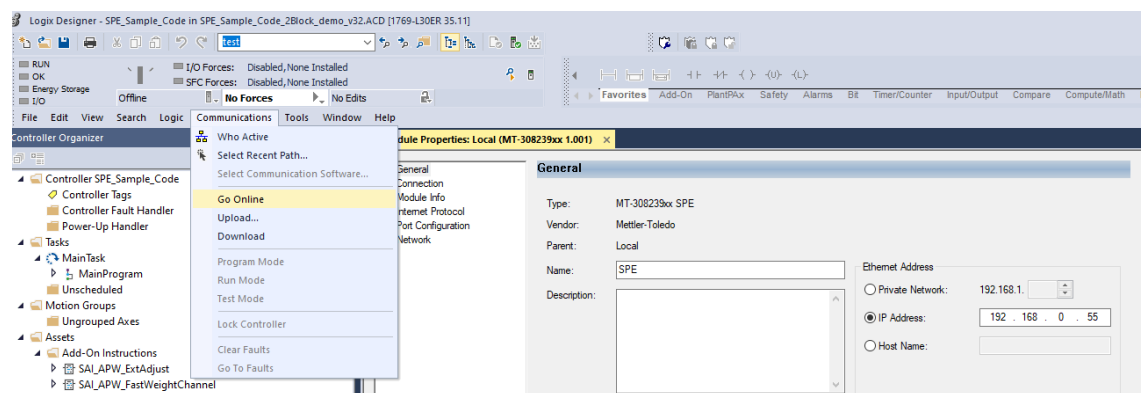 Logix Designer - SPE_Sample_Code in SPE_Sample_Code_2Block_demo_v32.ACD [1769-L30ER 35.11]
test
RUN
OK
Energy Storage
I/O
Offline
I/O Forces: Disabled, None Installed
SFC Forces: Disabled, None Installed
No Forces
No Edits
Favorites Add-On PlantPAx Safety Alarms Bit Timer/Counter Input/Output Compare Compute/Math
File Edit View Search Logic Communications Tools Window Help
Controller Organizer
Controller SPE_Sample_Code
Controller Tags
Controller Fault Handler
Power-Up Handler
Tasks
MainTask
MainProgram
Unscheduled
Motion Groups
Ungrouped Axes
Assets
Add-On Instructions
SAI_APW_ExtAdjust
SAI_APW_FastWeightChannel
Who Active
Select Recent Path...
Select Communication Software...
Go Online
Upload...
Download
Program Mode
Run Mode
Test Mode
Lock Controller
Clear Faults
Go To Faults
dule Properties: Local (MT-308239xx 1.001) ×
General
Connection
Module Info
nternet Protocol
Port Configuration
Network
General
Type: MT-308239xx SPE
Vendor: Mettler-Toledo
Parent: Local
Name: SPE
Description:
Ethernet Address
Private Network: 192.168.1.
IP Address: 192 . 168 . 0 . 55
Host Name: